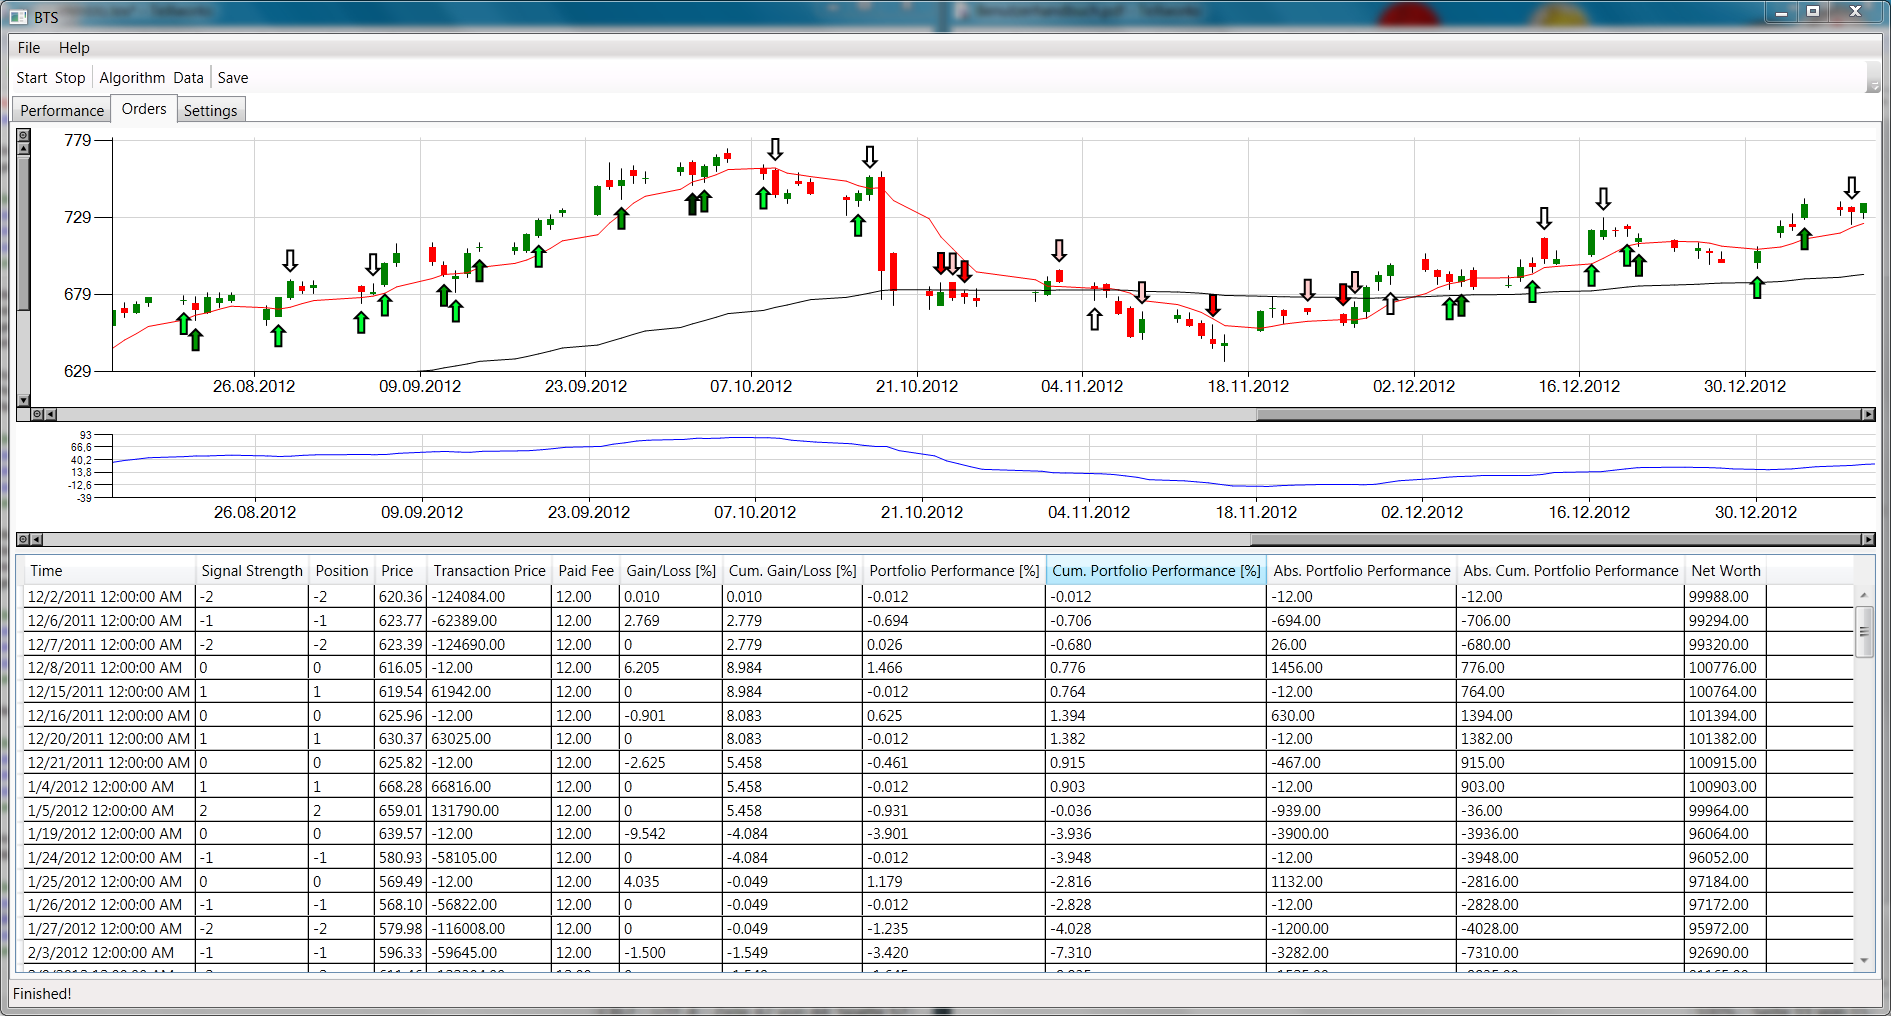 BTS
File Help
Start Stop Algorithm Data Save
Performance Orders Settings
779
729
679
629
26.08.2012 09.09.2012 23.09.2012 07.10.2012 21.10.2012 04.11.2012 18.11.2012 02.12.2012 16.12.2012 30.12.2012
93
66,6
40,2
13,8
-12,6
-39
26.08.2012 09.09.2012 23.09.2012 07.10.2012 21.10.2012 04.11.2012 18.11.2012 02.12.2012 16.12.2012 30.12.2012
Time Signal Strength Position Price Transaction Price Paid Fee Gain/Loss [%] Cum. Gain/Loss [%] Portfolio Performance [%] Cum. Portfolio Performance [%] Abs. Portfolio Performance Abs. Cum. Portfolio Performance Net Worth
12/2/2011 12:00:00 AM -2 -2 620.36 -124084.00 12.00 0.010 0.010 -0.012 -0.012 -12.00 -12.00 99988.00
12/6/2011 12:00:00 AM -1 -1 623.77 -62389.00 12.00 2.769 2.779 -0.694 -0.706 -694.00 -706.00 99294.00
12/7/2011 12:00:00 AM -2 -2 623.39 -124690.00 12.00 0 2.779 0.026 -0.680 26.00 -680.00 99320.00
12/8/2011 12:00:00 AM 0 0 616.05 -12.00 12.00 6.205 8.984 1.466 0.776 1456.00 776.00 100776.00
12/15/2011 12:00:00 AM 1 1 619.54 61942.00 12.00 0 8.984 -0.012 0.764 -12.00 764.00 100764.00
12/16/2011 12:00:00 AM 0 0 625.96 -12.00 12.00 -0.901 8.083 0.625 1.394 630.00 1394.00 101394.00
12/20/2011 12:00:00 AM 1 1 630.37 63025.00 12.00 0 8.083 -0.012 1.382 -12.00 1382.00 101382.00
12/21/2011 12:00:00 AM 0 0 625.82 -12.00 12.00 -2.625 5.458 -0.461 0.915 -467.00 915.00 100915.00
1/4/2012 12:00:00 AM 1 1 668.28 66816.00 12.00 0 5.458 -0.012 0.903 -12.00 903.00 100903.00
1/5/2012 12:00:00 AM 2 2 659.01 131790.00 12.00 0 5.458 -0.931 -0.036 -939.00 -36.00 99964.00
1/19/2012 12:00:00 AM 0 0 639.57 -12.00 12.00 -9.542 -4.084 -3.901 -3.936 -3900.00 -3936.00 96064.00
1/24/2012 12:00:00 AM -1 -1 580.93 -58105.00 12.00 0 -4.084 -0.012 -3.948 -12.00 -3948.00 96052.00
1/25/2012 12:00:00 AM 0 0 569.49 -12.00 12.00 4.035 -0.049 1.179 -2.816 1132.00 -2816.00 97184.00
1/26/2012 12:00:00 AM -1 -1 568.10 -56822.00 12.00 0 -0.049 -0.012 -2.828 -12.00 -2828.00 97172.00
1/27/2012 12:00:00 AM -2 -2 579.98 -116008.00 12.00 0 -0.049 -1.235 -4.028 -1200.00 -4028.00 95972.00
2/3/2012 12:00:00 AM -1 -1 596.33 -59645.00 12.00 -1.500 -1.549 -3.420 -7.310 -3282.00 -7310.00 92690.00
Finished!